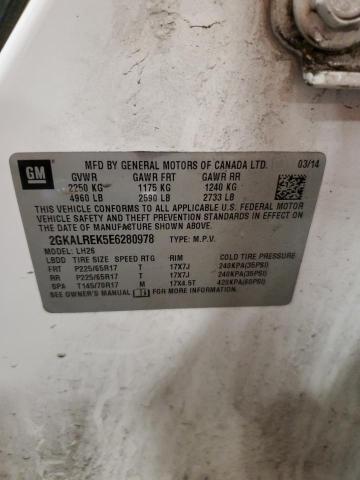 GM
MFD BY GENERAL MOTORS OF CANADA LTD. 03/14
GVWR GAWR FRT GAWR RR
2250 KG 1175 KG 1240 KG
4960 LB 2590 LB 2733 LB
THIS VEHICLE CONFORMS TO ALL APPLICABLE U.S. FEDERAL MOTOR
VEHICLE SAFETY AND THEFT PREVENTION STANDARDS IN EFFECT ON
THE DATE OF MANUFACTURE SHOWN ABOVE.
2GKALREK5E6280978 TYPE: M.P.V.
MODEL: LH26
LBDD TIRE SIZE SPEED RTG RIM COLD TIRE PRESSURE
FRT P225/65R17 T 17X7J 240KPA(35PSI)
RR P225/65R17 T 17X7J 240KPA(35PSI)
SPA T145/70R17 M 17X4.5T 420KPA(60PSI)
SEE OWNER'S MANUAL FOR MORE INFORMATION